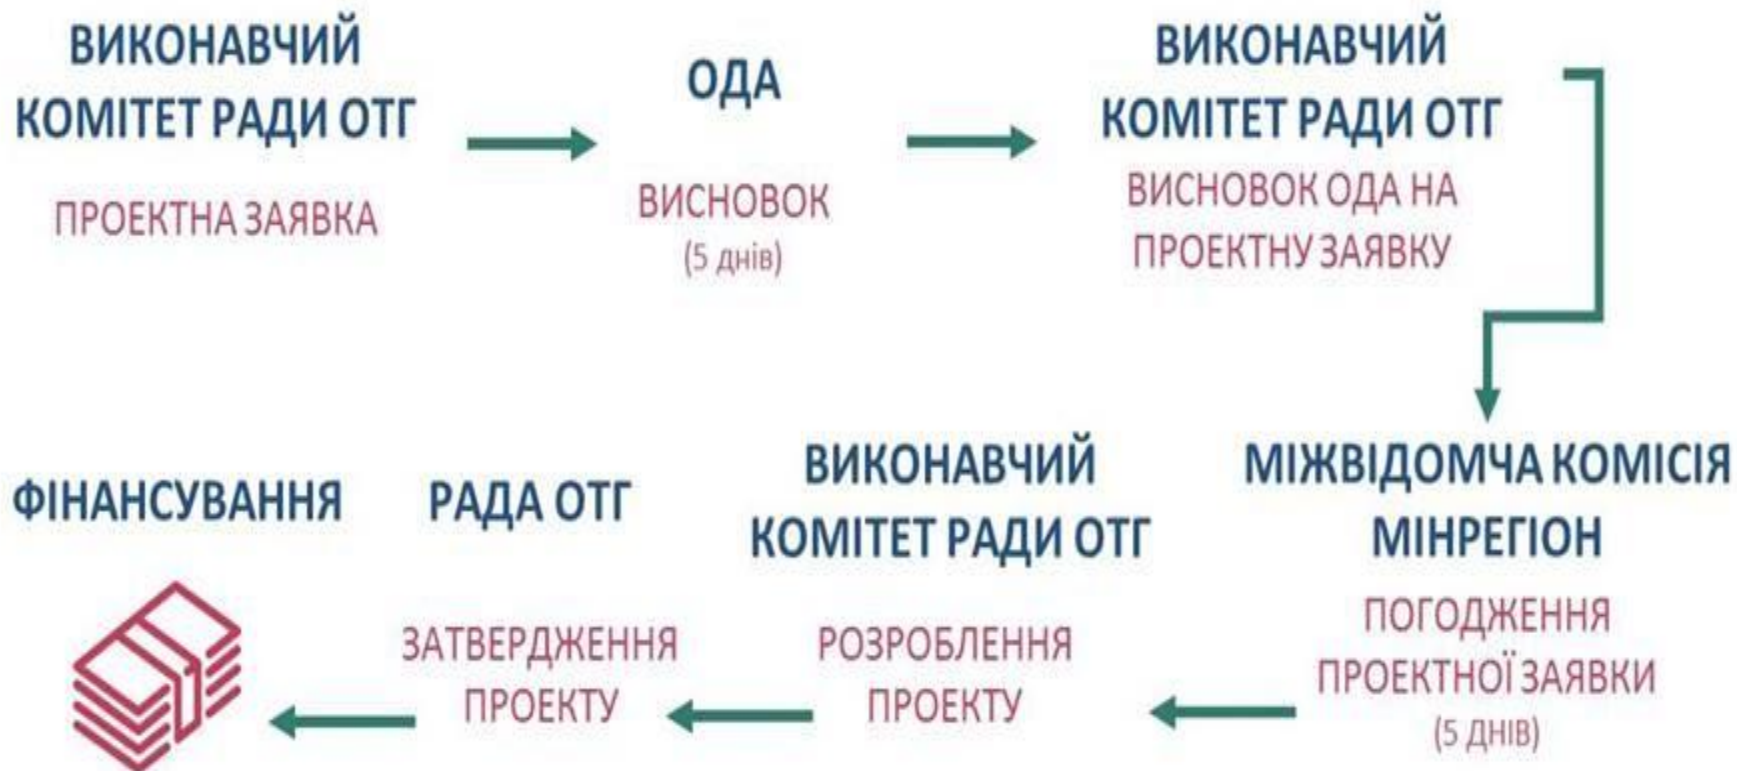 ВИКОНАВЧИЙ
КОМІТЕТ РАДИ ОТГ
ПРОЕКТНА ЗАЯВКА
ОДА
ВИСНОВОК
(5 днів)
ВИКОНАВЧИЙ
КОМІТЕТ РАДИ ОТГ
ВИСНОВОК ОДА НА
ПРОЕКТНУ ЗАЯВКУ
МІЖВІДОМЧА КОМІСІЯ
МІНРЕГІОН
ПОГОДЖЕННЯ
ПРОЕКТНОЇ ЗАЯВКИ
(5 ДНІВ)
ВИКОНАВЧИЙ
КОМІТЕТ РАДИ ОТГ
РОЗРОБЛЕННЯ
ПРОЕКТУ
РАДА ОТГ
ЗАТВЕРДЖЕННЯ
ПРОЕКТУ
ФІНАНСУВАННЯ